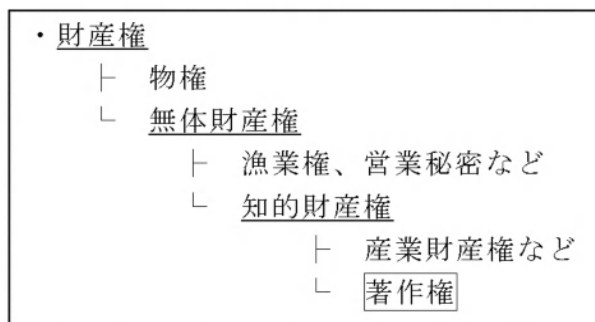 ・財産権
├ 物権
└ 無体財産権
├ 漁業権、営業秘密など
└ 知的財産権
├ 産業財産権など
└ 著作権